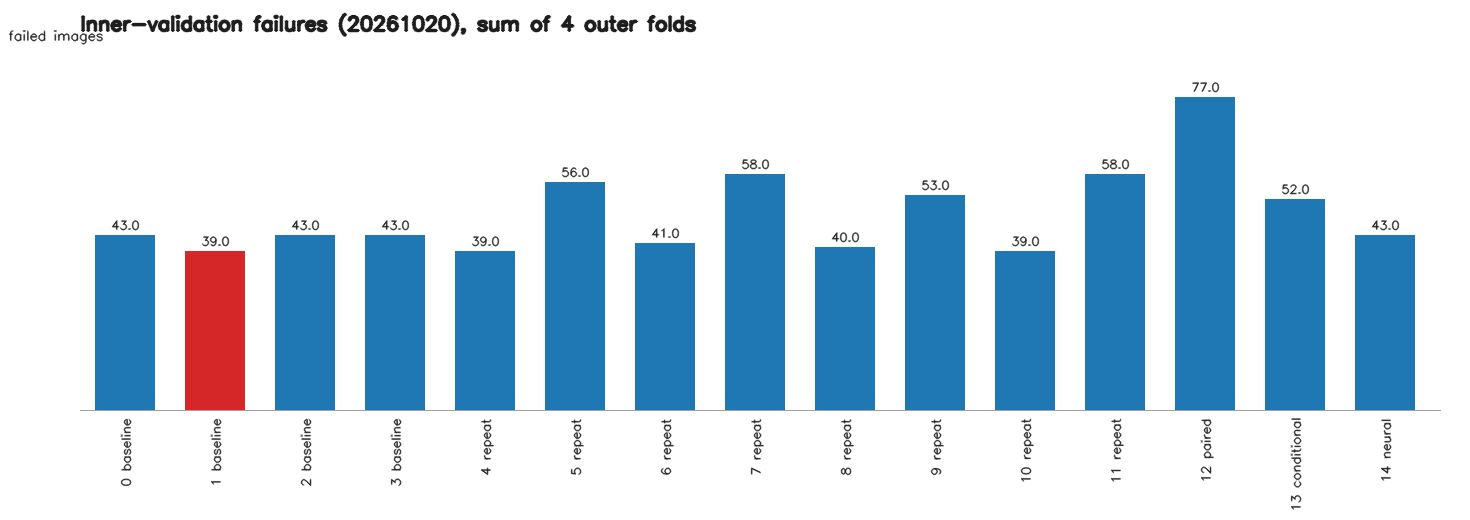 Inner-validation failures (20261020), sum of 4 outer folds
failed images
77.0
58.0
58.0
56.0
53.0
52.0
43.0
43.0
43.0
43.0
41.0
40.0
39.0
39.0
39.0
0 baseline
1 baseline
2 baseline
3 baseline
4 repeat
5 repeat
6 repeat
7 repeat
8 repeat
9 repeat
10 repeat
11 repeat
12 paired
13 conditional
14 neural